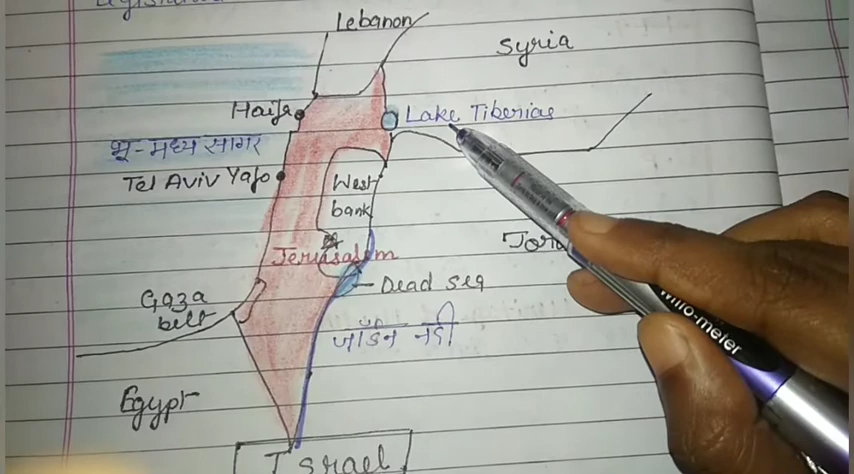 Lebanon
Syria
Haifa
Lake Tiberias
भू-मध्य सागर
Tel Aviv Yafo
West
bank
Jerusalem
Dead sea
Gaza
belt
जॉर्डन नदी
Egypt
Israel
meter